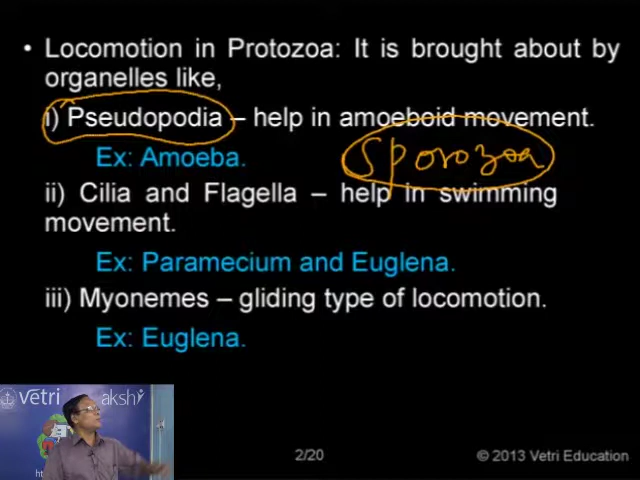 • Locomotion in Protozoa: It is brought about by
organelles like,
i) Pseudopodia – help in amoeboid movement.
Ex: Amoeba.
Sporozoa
ii) Cilia and Flagella – help in swimming
movement.
Ex: Paramecium and Euglena.
iii) Myonemes – gliding type of locomotion.
Ex: Euglena.
vetri akshi
2/20
© 2013 Vetri Education